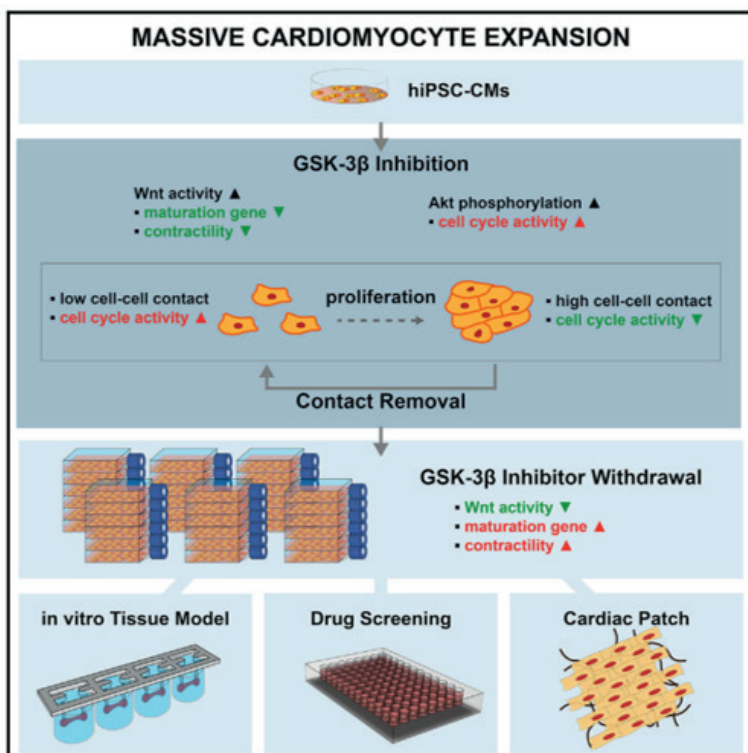 MASSIVE CARDIOMYOCYTE EXPANSION
hiPSC-CMs
GSK-3β Inhibition
Wnt activity ▲
▪ maturation gene ▼
▪ contractility ▼
Akt phosphorylation ▲
▪ cell cycle activity ▲
▪ low cell-cell contact
▪ cell cycle activity ▲
proliferation
▪ high cell-cell contact
▪ cell cycle activity ▼
Contact Removal
GSK-3β Inhibitor Withdrawal
▪ Wnt activity ▼
▪ maturation gene ▲
▪ contractility ▲
in vitro Tissue Model
Drug Screening
Cardiac Patch